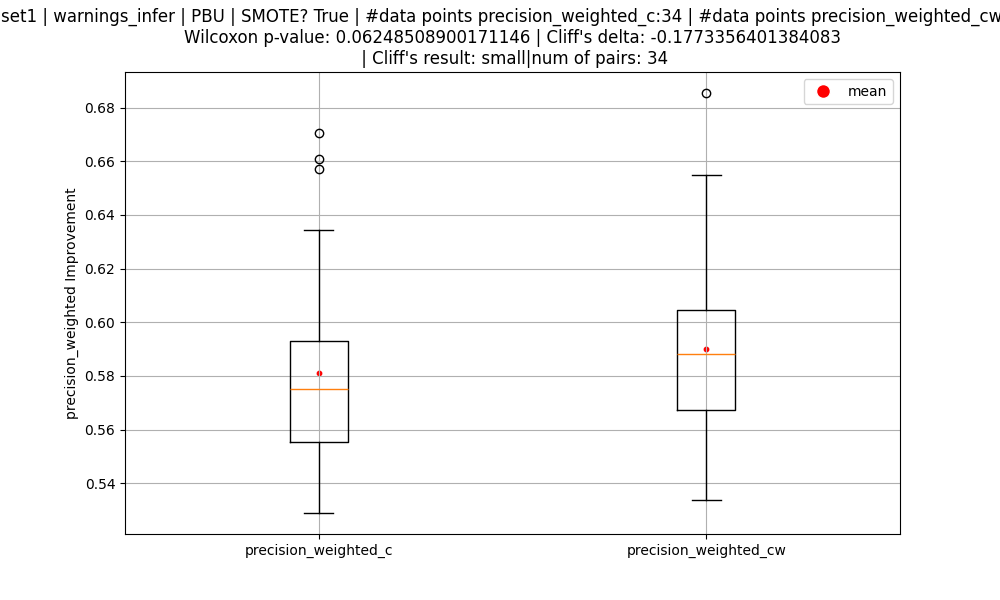 set1 | warnings_infer | PBU | SMOTE? True | #data points precision_weighted_c:34 | #data points precision_weighted_cw
Wilcoxon p-value: 0.06248508900171146 | Cliff's delta: -0.1773356401384083
| Cliff's result: small|num of pairs: 34
mean
0.68
0.66
0.64
0.62
0.60
0.58
0.56
0.54
precision_weighted Improvement
precision_weighted_c
precision_weighted_cw